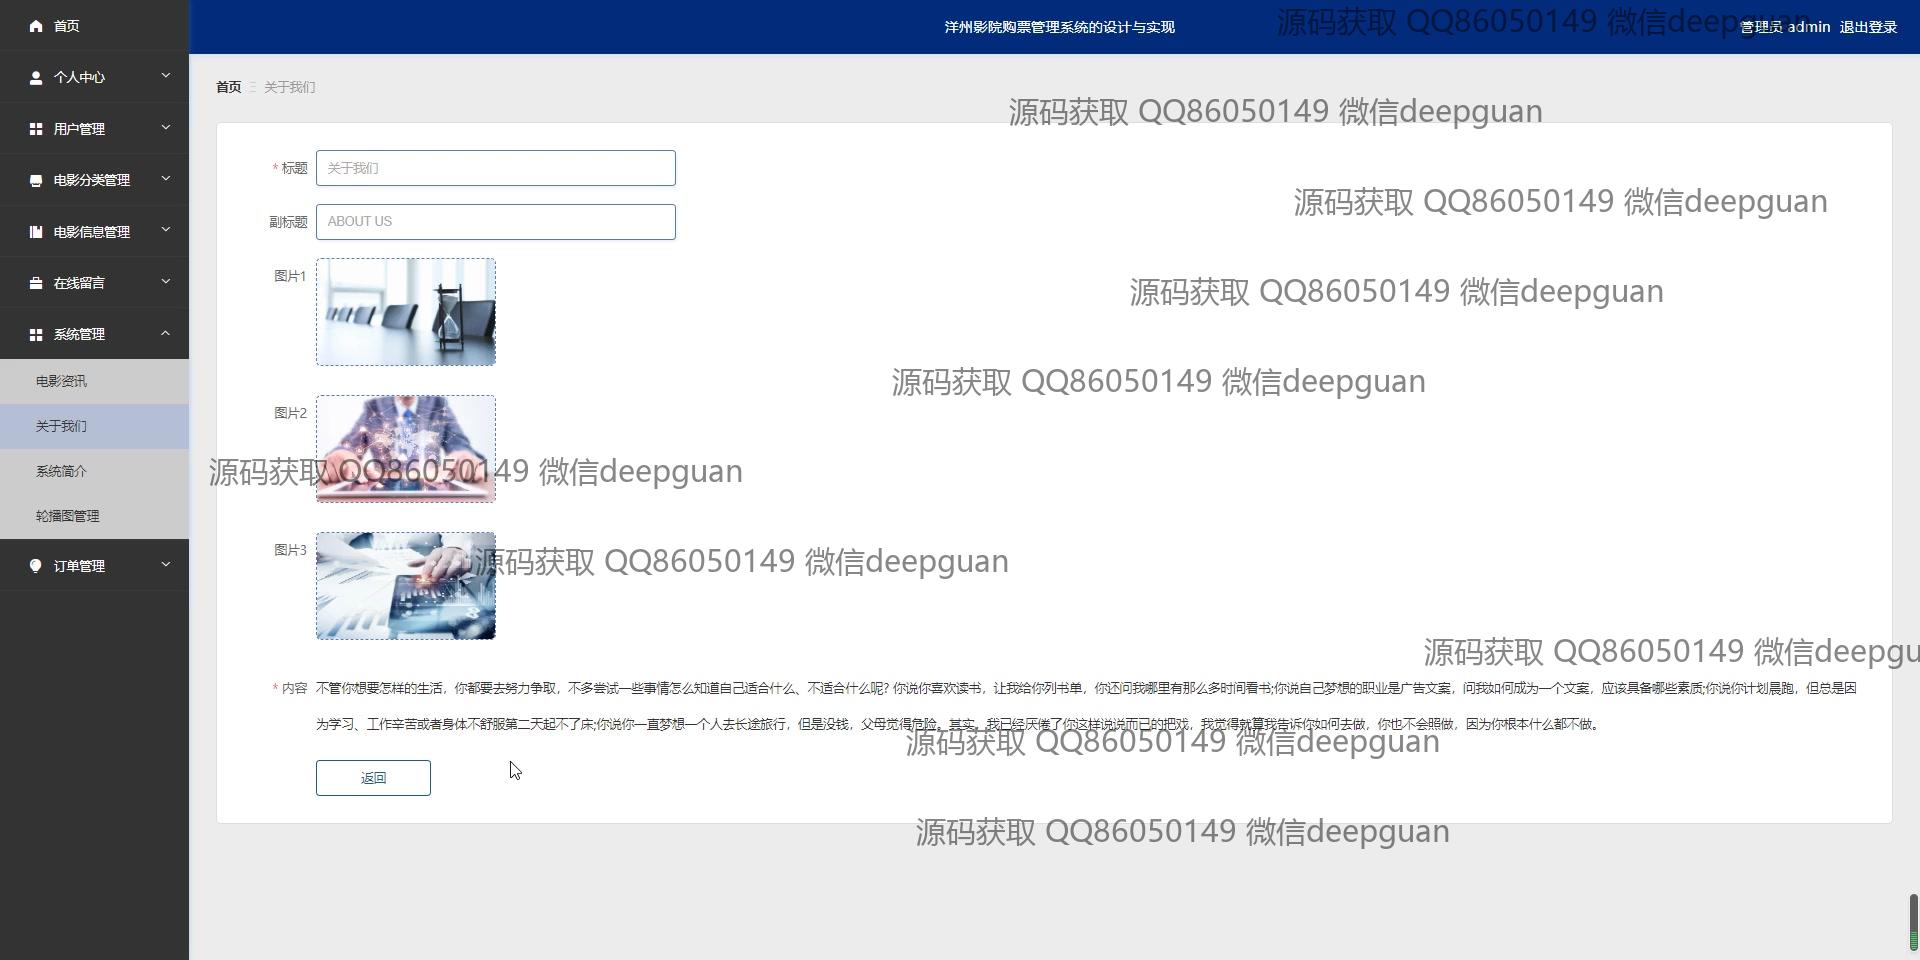 首页
个人中心
用户管理
电影分类管理
电影信息管理
在线留言
系统管理
电影资讯
关于我们
系统简介
轮播图管理
订单管理
洋州影院购票管理系统的设计与实现
源码获取 QQ86050149 微信deepguan
管理员 admin 退出登录
首页 关于我们
源码获取 QQ86050149 微信deepguan
* 标题 关于我们
源码获取 QQ86050149 微信deepguan
副标题 ABOUT US
图片1
源码获取 QQ86050149 微信deepguan
源码获取 QQ86050149 微信deepguan
图片2
源码获取 QQ86050149 微信deepguan
图片3
源码获取 QQ86050149 微信deepguan
源码获取 QQ86050149 微信deepgu
* 内容 不管你想要怎样的生活，你都要去努力争取，不多尝试一些事情怎么知道自己适合什么、不适合什么呢? 你说你喜欢读书，让我给你列书单，你还问我哪里有那么多时间看书;你说自己梦想的职业是广告文案，问我如何成为一个文案，应该具备哪些素质;你说你计划晨跑，但总是因
为学习、工作辛苦或者身体不舒服第二天起不了床;你说你一直梦想一个人去长途旅行，但是没钱，父母觉得危险。其实，我已经厌倦了你这样说说而已的把戏，我觉得就算我告诉你如何去做，你也不会照做，因为你根本什么都不做。
源码获取 QQ86050149 微信deepguan
返回
源码获取 QQ86050149 微信deepguan